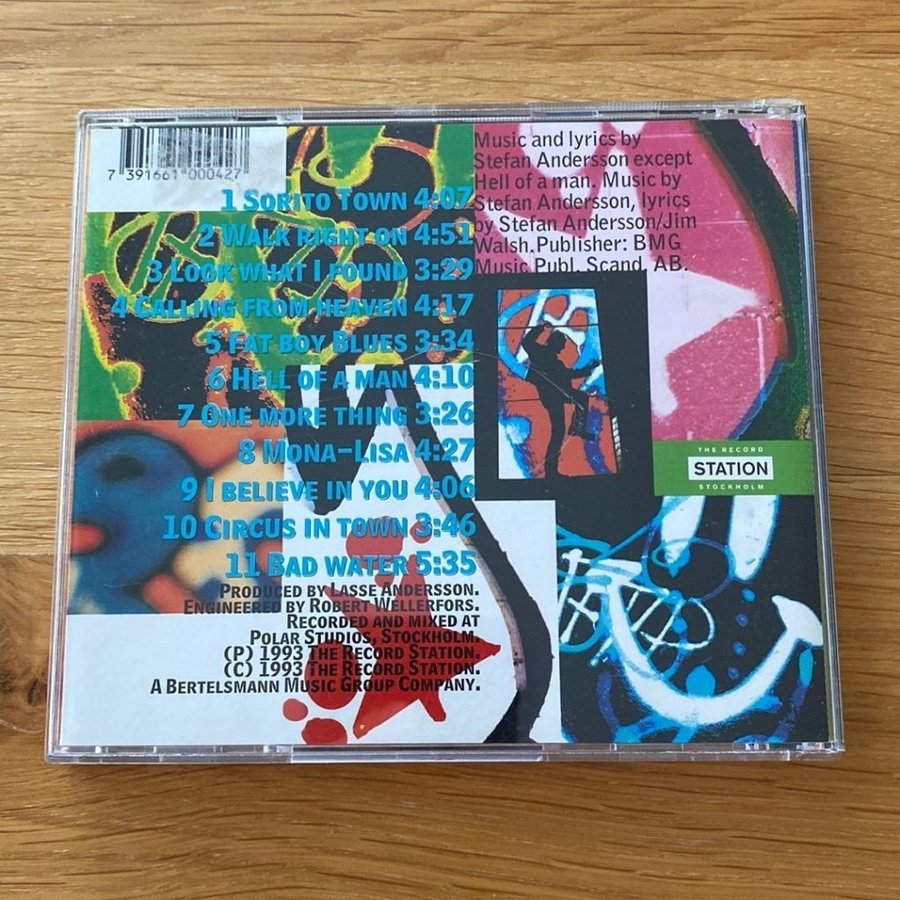 7 391661 000427
1 SORITO TOWN 4:07
2 WALK RIGHT ON 4:51
3 LOOK WHAT I FOUND 3:29
4 CALLING FROM HEAVEN 4:17
5 FAT BOY BLUES 3:34
6 HELL OF A MAN 4:10
7 ONE MORE THING 3:26
8 MONA-LISA 4:27
9 I BELIEVE IN YOU 4:06
10 CIRCUS IN TOWN 3:46
11 BAD WATER 5:35
PRODUCED BY LASSE ANDERSSON.
ENGINEERED BY ROBERT WELLERFORS.
RECORDED AND MIXED AT
POLAR STUDIOS, STOCKHOLM.
(P) 1993 THE RECORD STATION.
(C) 1993 THE RECORD STATION.
A BERTELSMANN MUSIC GROUP COMPANY.
Music and lyrics by
Stefan Andersson except
Hell of a man. Music by
Stefan Andersson, lyrics
by Stefan Andersson/Jim
Walsh.Publisher: BMG
Music Publ. Scand. AB.
THE RECORD
STATION
STOCKHOLM